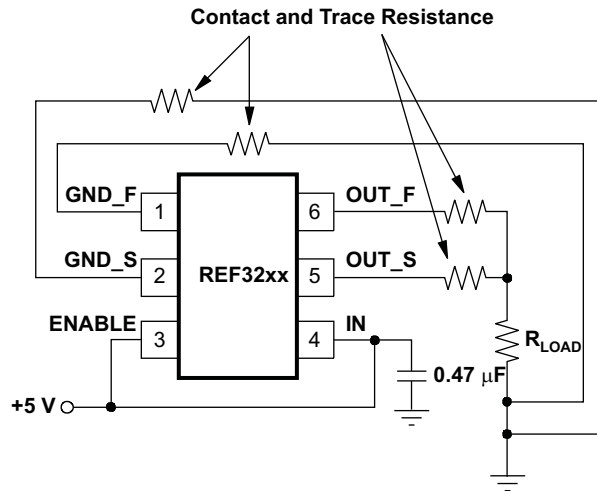 Contact and Trace Resistance
GND_F
1
6
OUT_F
GND_S
2
REF32xx
5
OUT_S
ENABLE
3
4
IN
R_LOAD
0.47 μF
+5 V